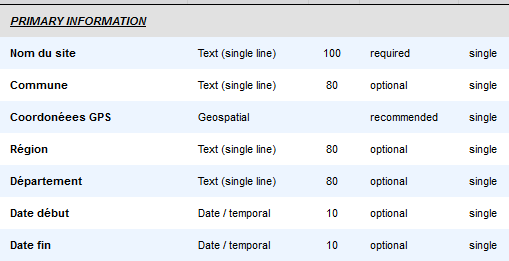 PRIMARY INFORMATION
Nom du site Text (single line) 100 required single
Commune Text (single line) 80 optional single
Coordonéees GPS Geospatial recommended single
Région Text (single line) 80 optional single
Département Text (single line) 80 optional single
Date début Date / temporal 10 optional single
Date fin Date / temporal 10 optional single